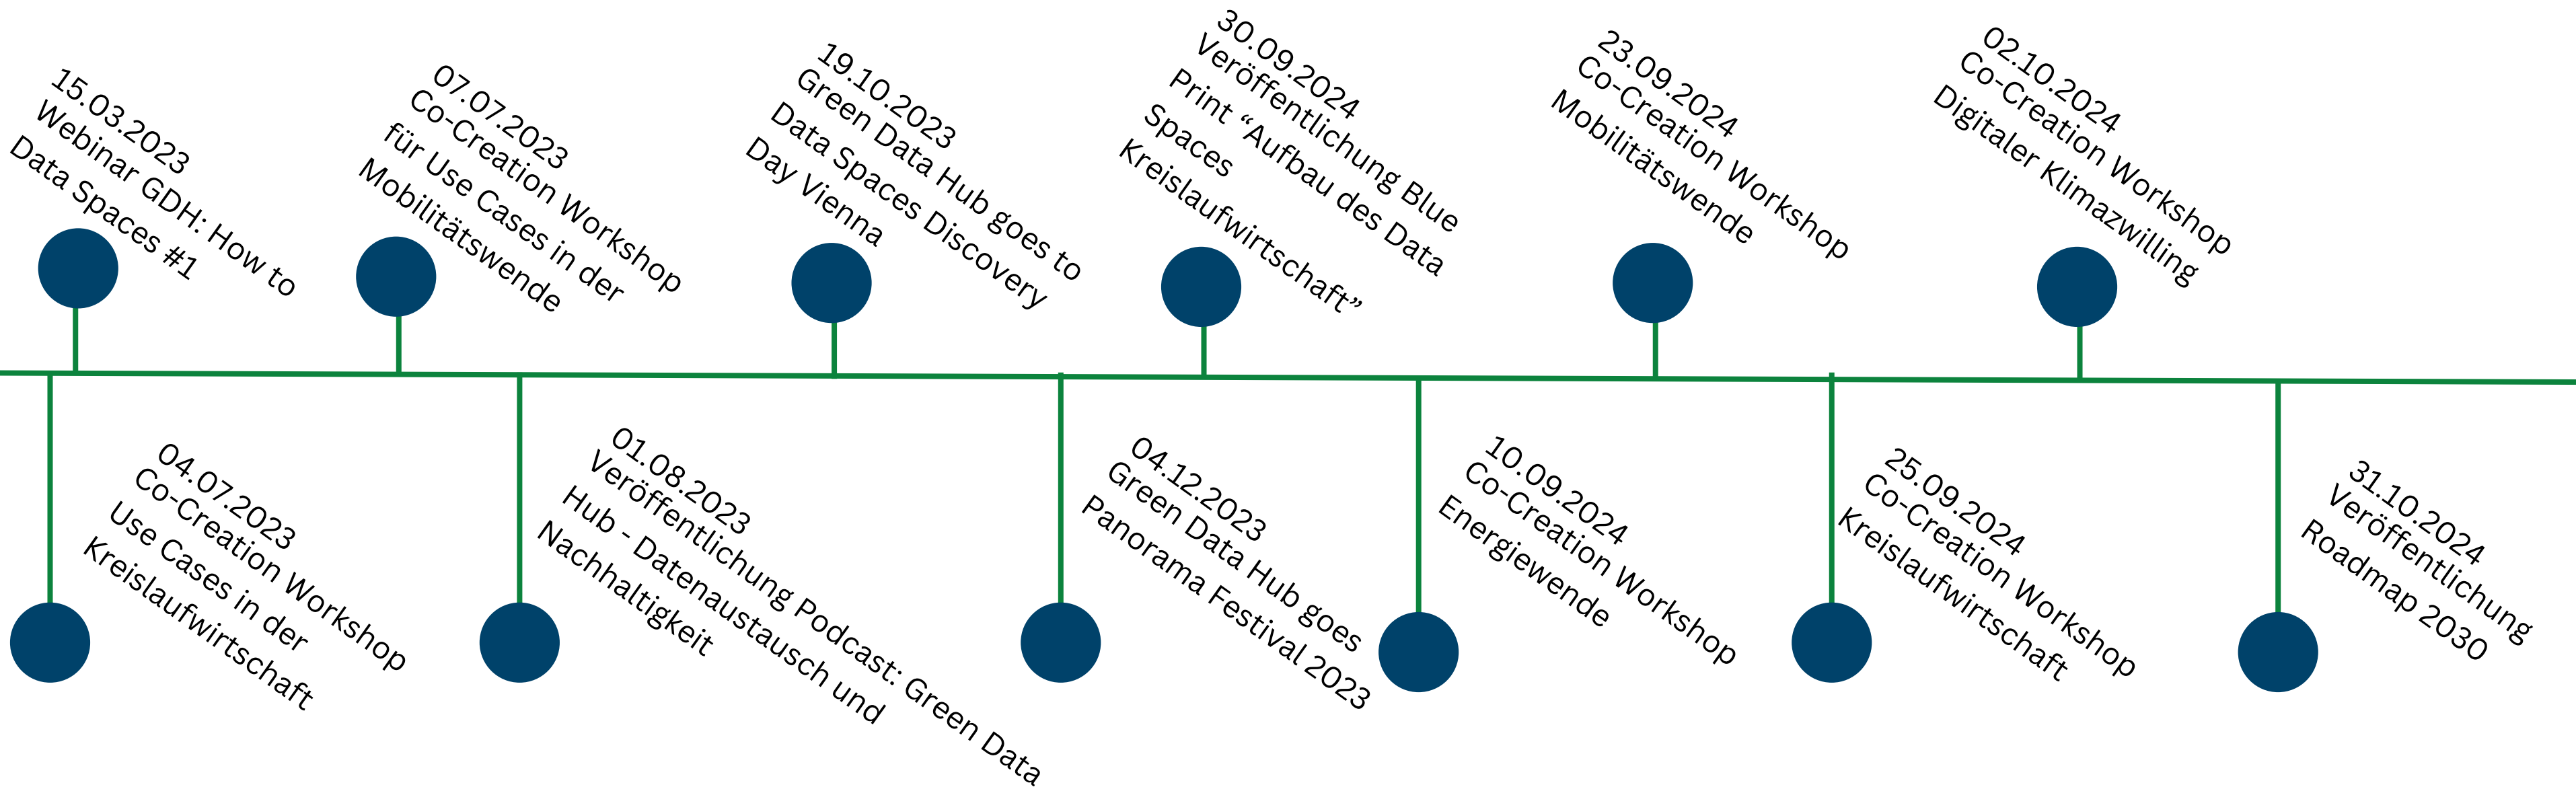 15.03.2023
Webinar GDH: How to
Data Spaces #1
07.07.2023
Co-Creation Workshop
für Use Cases in der
Mobilitätswende
19.10.2023
Green Data Hub goes to
Data Spaces Discovery
Day Vienna
30.09.2024
Veröffentlichung Blue
Print “Aufbau des Data
Spaces
Kreislaufwirtschaft”
23.09.2024
Co-Creation Workshop
Mobilitätswende
02.10.2024
Co-Creation Workshop
Digitaler Klimazwilling
04.07.2023
Co-Creation Workshop
Use Cases in der
Kreislaufwirtschaft
01.08.2023
Veröffentlichung Podcast: Green Data
Hub - Datenaustausch und
Nachhaltigkeit
04.12.2023
Green Data Hub goes
Panorama Festival 2023
10.09.2024
Co-Creation Workshop
Energiewende
25.09.2024
Co-Creation Workshop
Kreislaufwirtschaft
31.10.2024
Veröffentlichung
Roadmap 2030